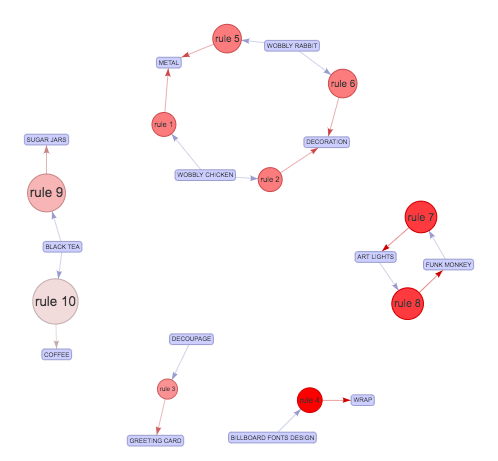 rule 5
WOBBLY RABBIT
METAL
rule 6
rule 1
DECORATION
SUGAR JARS
WOBBLY CHICKEN
rule 2
rule 9
rule 7
BLACK TEA
ART LIGHTS
FUNK MONKEY
rule 10
rule 8
DECOUPAGE
COFFEE
rule 3
rule 4
WRAP
GREETING CARD
BILLBOARD FONTS DESIGN